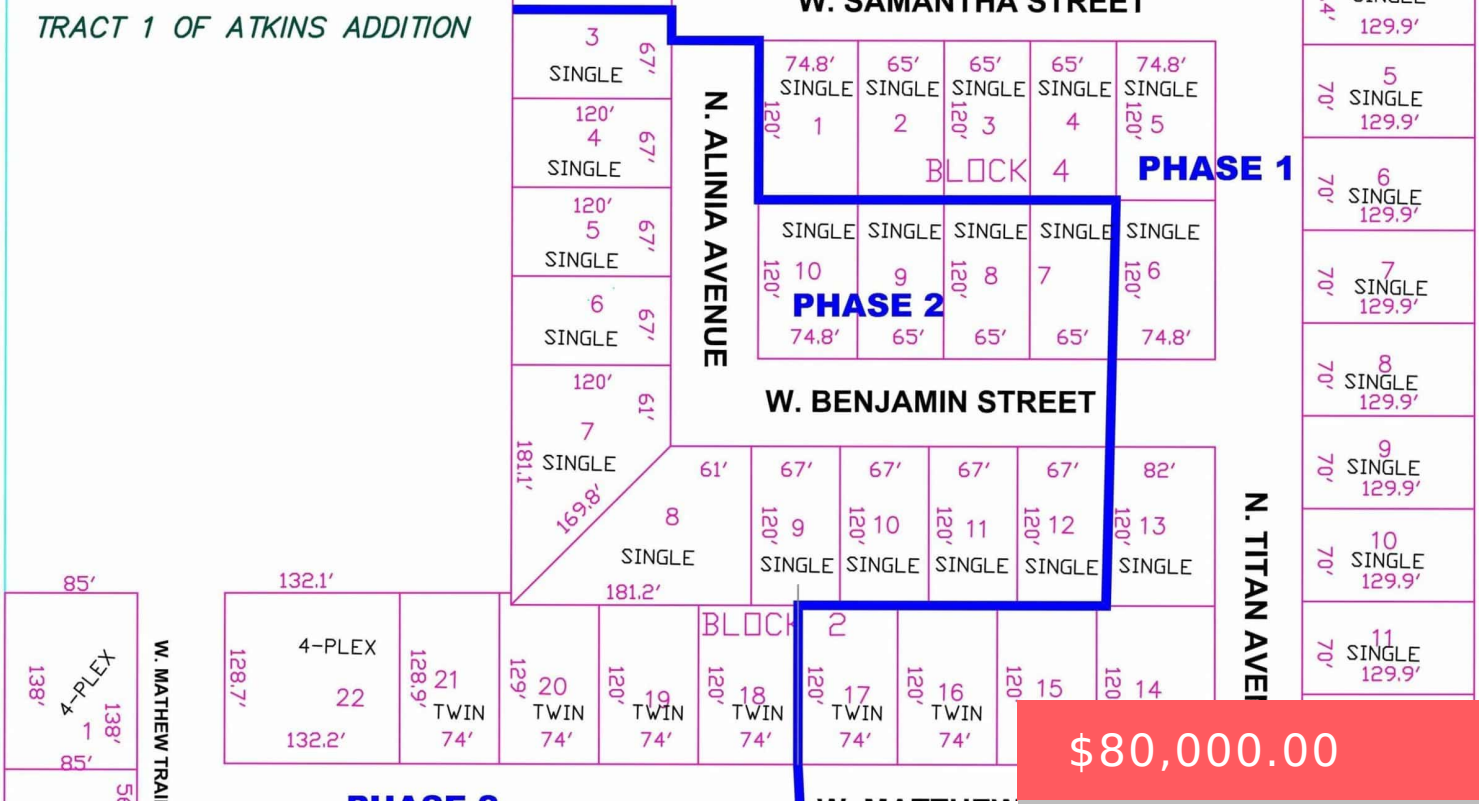 W. SAMANTHA STREET
TRACT 1 OF ATKINS ADDITION
3
67'
SINGLE
120'
4
67'
SINGLE
120'
5
67'
SINGLE
6
67'
SINGLE
120'
61'
7
181.1'
SINGLE
169.8'
N. ALINIA AVENUE
74.8' 65' 65' 65' 74.8'
SINGLE SINGLE SINGLE SINGLE SINGLE
120' 1 2 120' 3 4 120' 5
BLOCK 4
PHASE 1
SINGLE SINGLE SINGLE SINGLE SINGLE
120' 10 9 120' 8 7 120' 6
PHASE 2
74.8' 65' 65' 65' 74.8'
W. BENJAMIN STREET
61' 67' 67' 67' 67' 82'
8 120' 9 120' 10 120' 11 120' 12 120' 13
SINGLE SINGLE SINGLE SINGLE SINGLE SINGLE
181.2'
BLOCK 2
N. TITAN AVE
129.9'
5
70' SINGLE
129.9'
6
70' SINGLE
129.9'
7
70' SINGLE
129.9'
8
70' SINGLE
129.9'
9
70' SINGLE
129.9'
10
70' SINGLE
129.9'
11
70' SINGLE
129.9'
85'
138'
4-PLEX
1
138'
85'
W. MATHEW TRAI
132.1'
4-PLEX
128.7' 22
132.2'
128.9' 21 129' 20 120' 19 120' 18 120' 17 120' 16 120' 15 120' 14
TWIN TWIN TWIN TWIN TWIN TWIN
74' 74' 74' 74' 74' 74'
$80,000.00